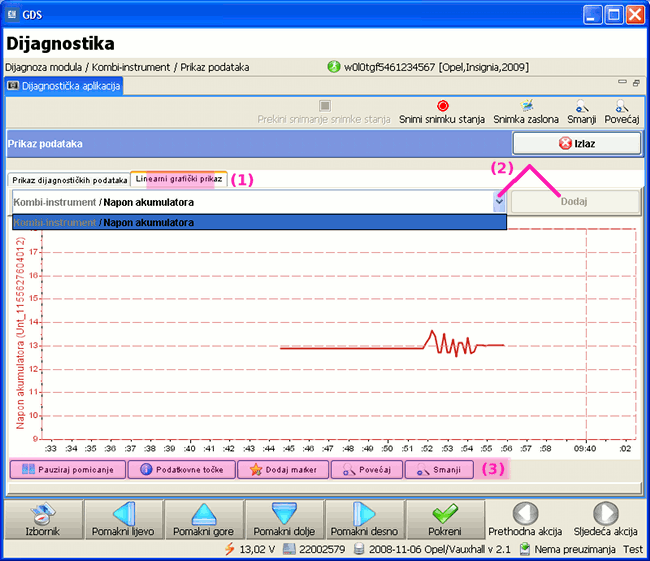 GDS
Dijagnostika
Dijagnoza modula / Kombi-instrument / Prikaz podataka w0l0tgf5461234567 [Opel,Insignia,2009]
Dijagnostička aplikacija
Prekini snimanje snimke stanja Snimi snimku stanja Snimka zaslona Smanji Povećaj
Prikaz podataka Izlaz
Prikaz dijagnostičkih podataka Linearni grafički prikaz (1) (2)
Kombi-instrument / Napon akumulatora Dodaj
Kombi-instrument / Napon akumulatora
Napon akumulatora (Unt_1155627604012)
18
17
16
15
14
13
12
11
10
9
:33 :34 :35 :36 :37 :38 :39 :40 :41 :42 :43 :44 :45 :46 :47 :48 :49 :50 :51 :52 :53 :54 :55 :56 :57 :58 09:40 :02
Pauziraj pomicanje Podatkovne točke Dodaj marker Povećaj Smanji (3)
Izbornik Pomakni lijevo Pomakni gore Pomakni dolje Pomakni desno Pokreni Prethodna akcija Sljedeća akcija
13,02 V 22002579 2008-11-06 Opel/Vauxhall v 2.1 Nema preuzimanja Test